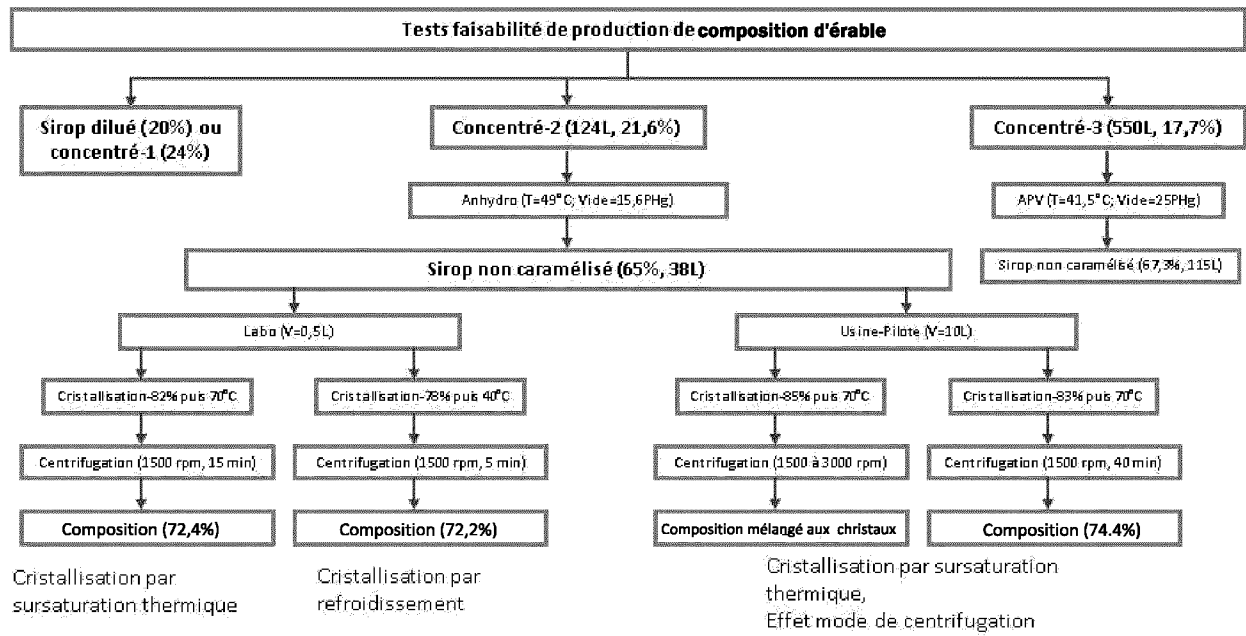 Tests faisabilité de production de composition d'érable
Sirop dilué (20%) ou
concentré-1 (24%)
Concentré-2 (124L, 21,6%)
Concentré-3 (550L, 17,7%)
Anhydro (T=49°C; Vide=15,6PHg)
APV (T=41,5°C; Vide=25PHg)
Sirop non caramélisé (65%, 38L)
Sirop non caramélisé (67,3%, 115L)
Labo (V=0,5L)
Usine-Pilote (V=10L)
Cristallisation-82% puis 70°C
Cristallisation-78% puis 40°C
Cristallisation-85% puis 70°C
Cristallisation-83% puis 70°C
Centrifugation (1500 rpm, 15 min)
Centrifugation (1500 rpm, 5 min)
Centrifugation (1500 à 3000 rpm)
Centrifugation (1500 rpm, 40 min)
Composition (72,4%)
Composition (72,2%)
Composition mélangé aux christaux
Composition (74.4%)
Cristallisation par
sursaturation thermique
Cristallisation par
refroidissement
Cristallisation par sursaturation
thermique,
Effet mode de centrifugation